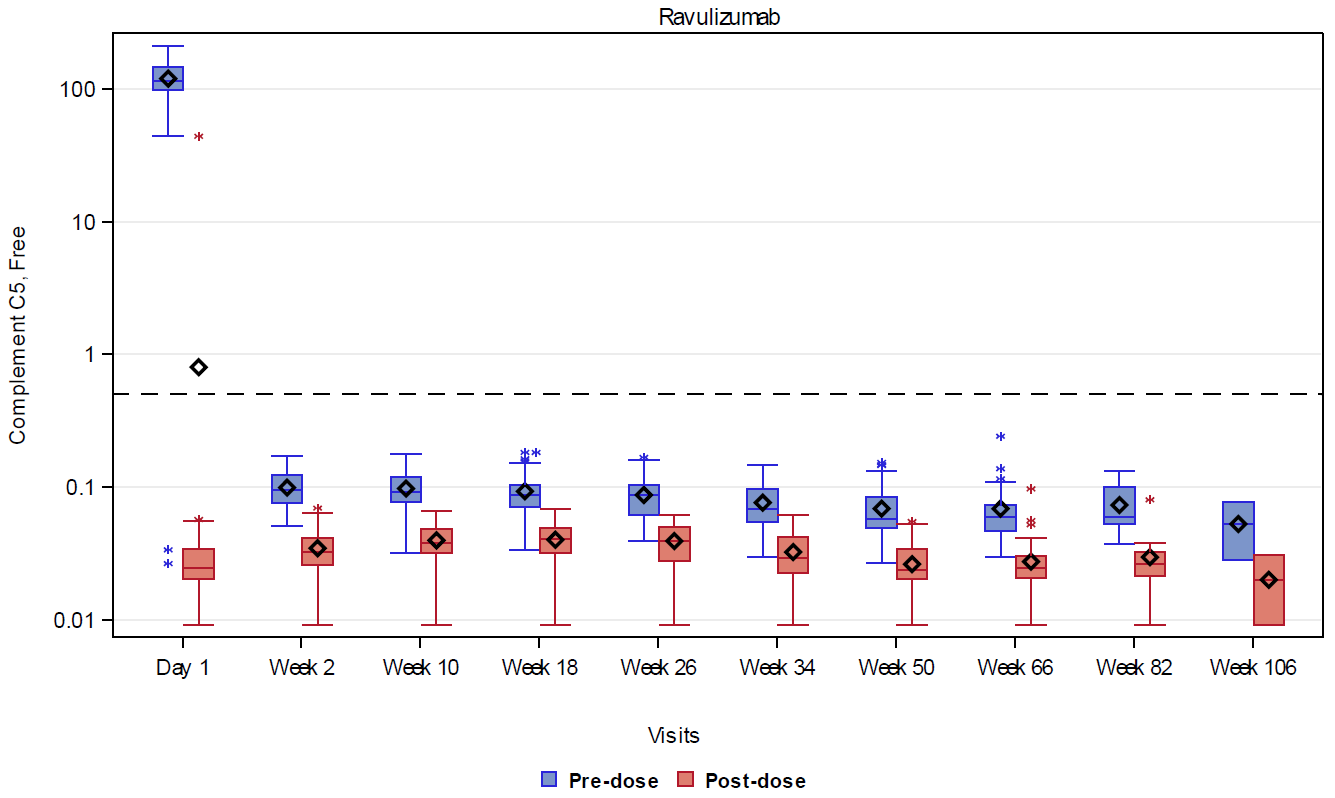 Ravulizumab
Complement C5, Free
100
10
1
0.1
0.01
Day 1 Week 2 Week 10 Week 18 Week 26 Week 34 Week 50 Week 66 Week 82 Week 106
Visits
Pre-dose Post-dose